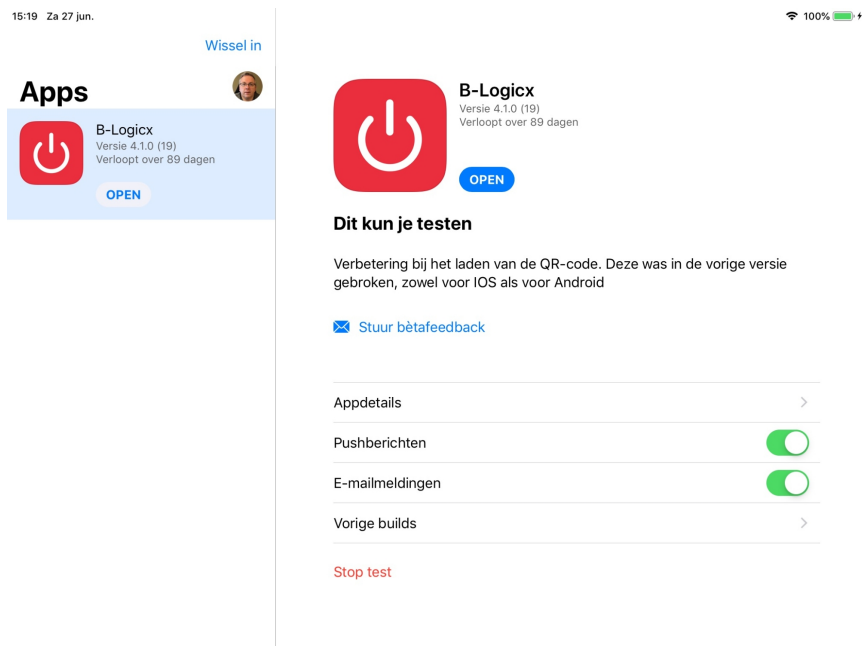 15:19 Za 27 jun.
100%
Wissel in
Apps
B-Logicx
Versie 4.1.0 (19)
Verloopt over 89 dagen
OPEN
B-Logicx
Versie 4.1.0 (19)
Verloopt over 89 dagen
OPEN
Dit kun je testen
Verbetering bij het laden van de QR-code. Deze was in de vorige versie
gebroken, zowel voor IOS als voor Android
Stuur bètafeedback
Appdetails
Pushberichten
E-mailmeldingen
Vorige builds
Stop test